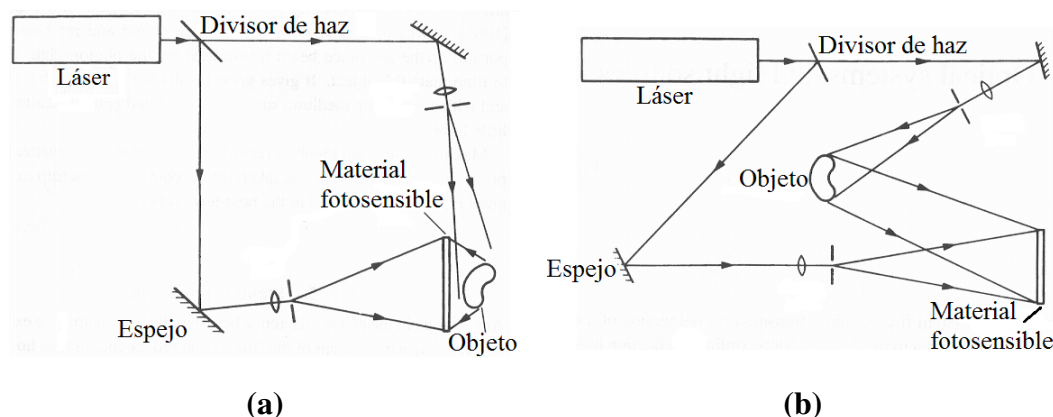 Divisor de haz
Láser
Material
fotosensible
Espejo
Objeto
(a)
Divisor de haz
Láser
Objeto
Espejo
Material
fotosensible
(b)